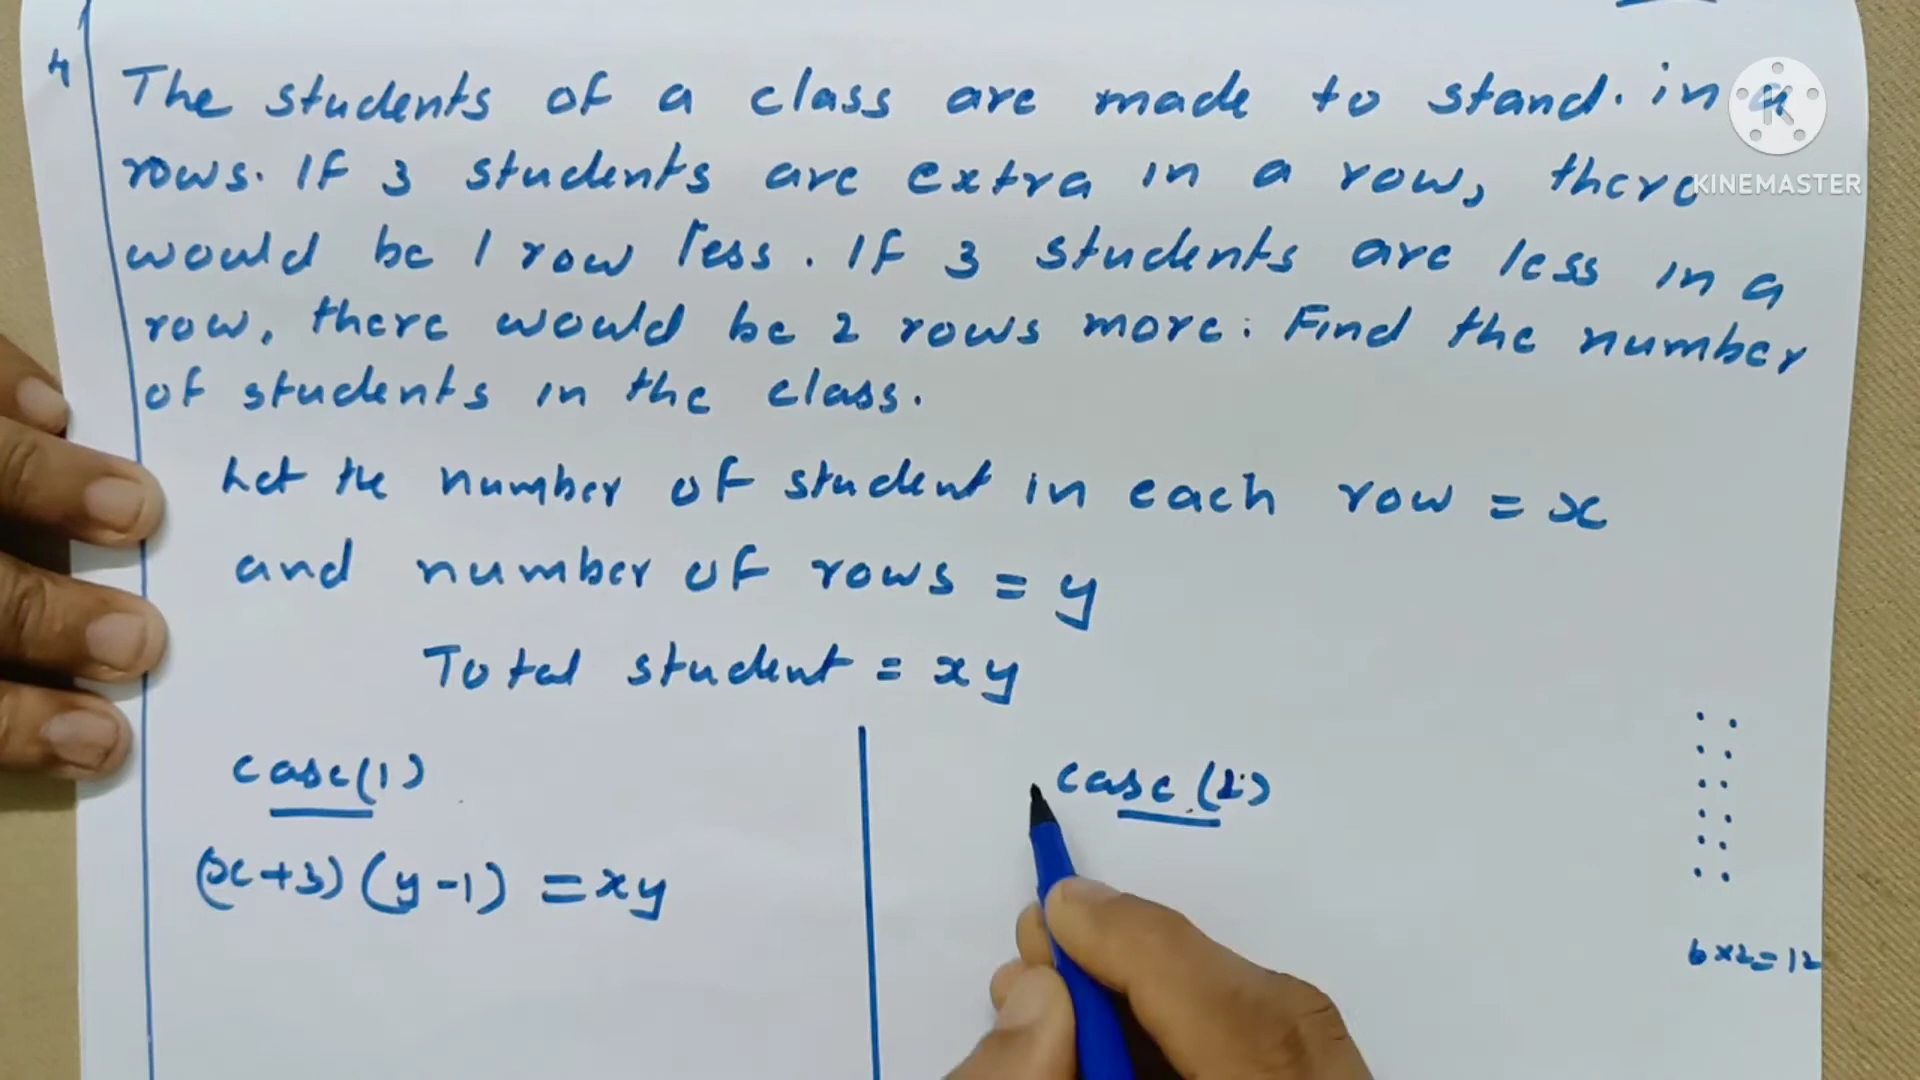 4
The students of a class are made to stand. in a
rows. If 3 students are extra in a row, there
KINEMASTER
would be 1 row less. If 3 students are less in a
row, there would be 2 rows more. Find the number
of students in the class.
Let the number of student in each row = x
and number of rows = y
Total student = xy
case(1)
case (2)
(x+3) (y-1) = xy
6×2=12